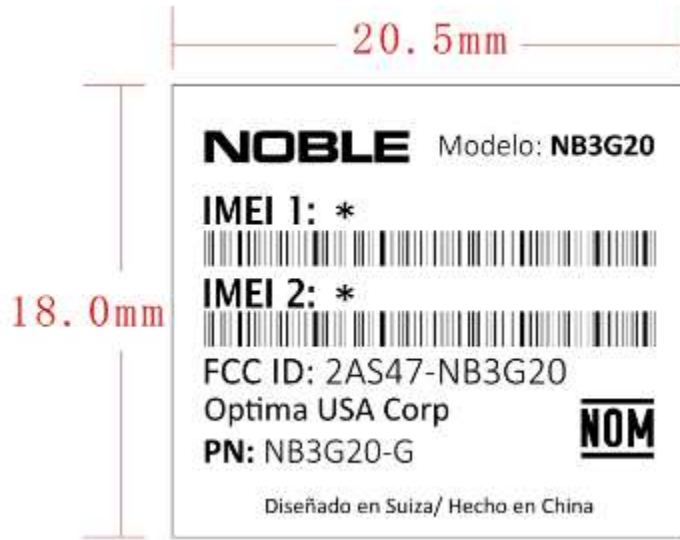 20.5mm
NOBLE Modelo: NB3G20
IMEI 1: *
IMEI 2: *
18.0mm
FCC ID: 2AS47-NB3G20
Optima USA Corp
NOM
PN: NB3G20-G
Diseñado en Suiza/ Hecho en China